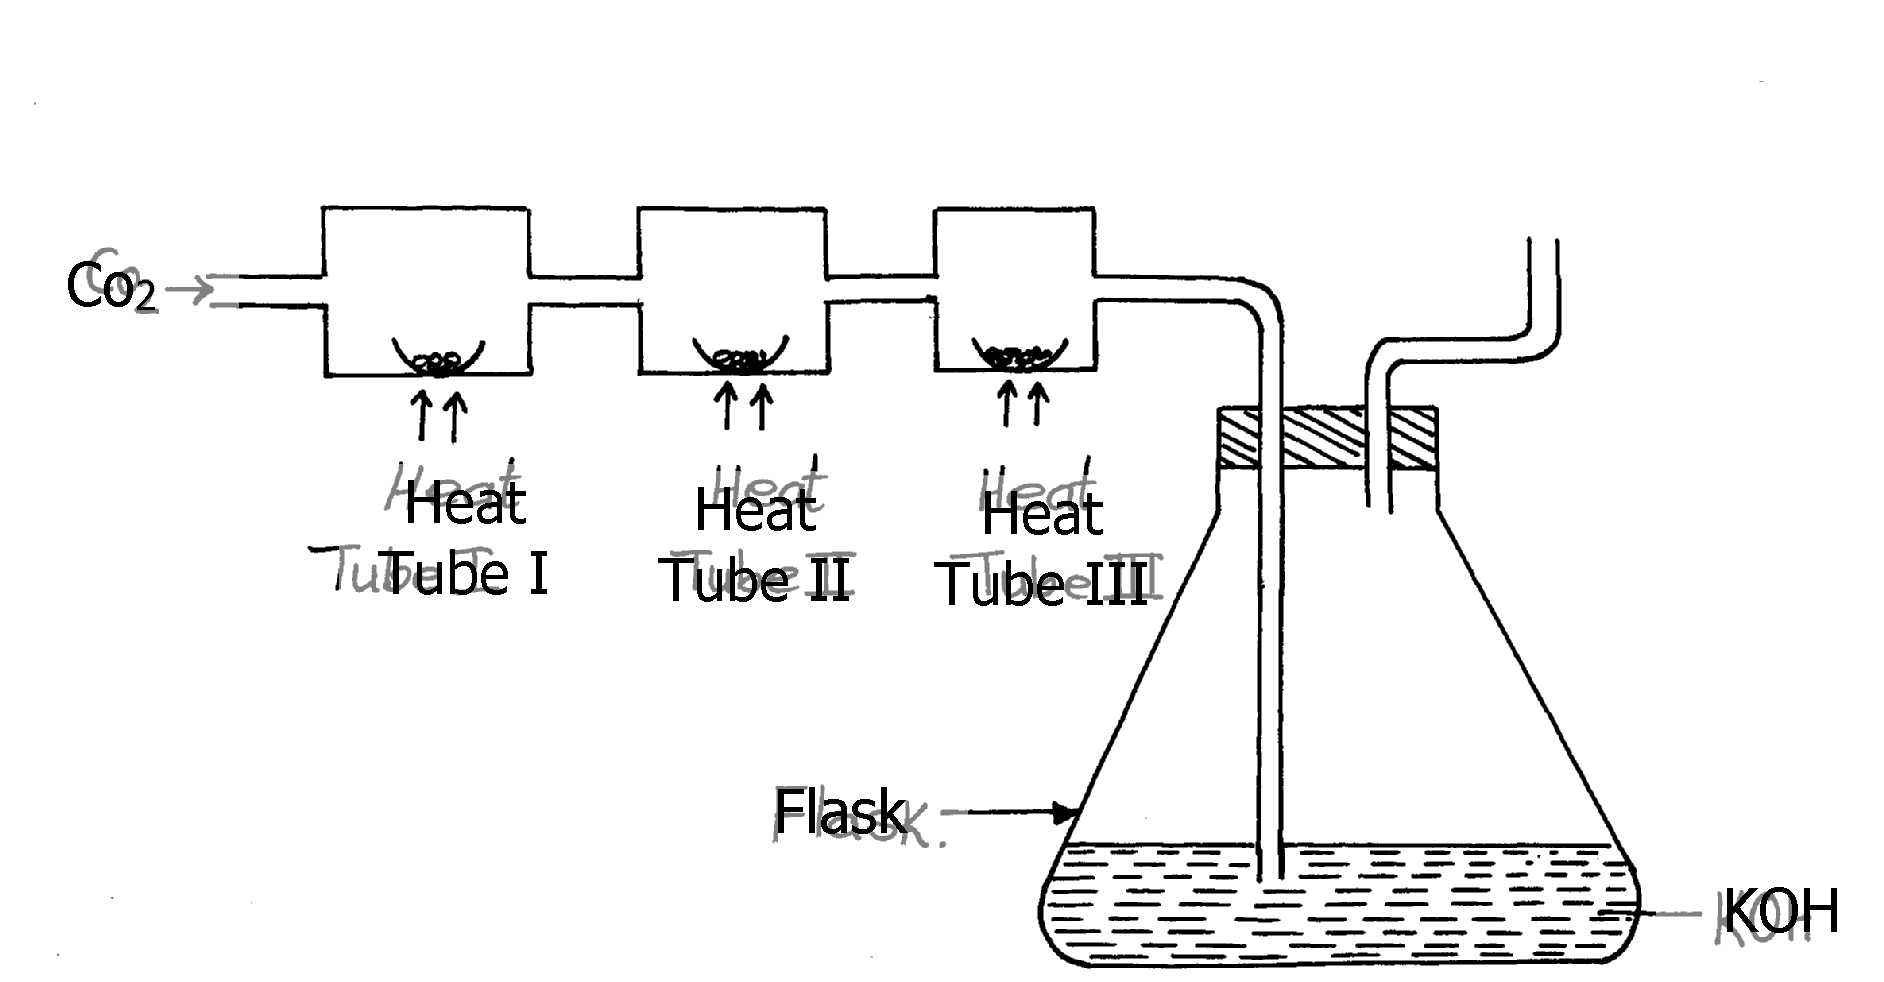 Co₂
Heat
Tube I
Heat
Tube II
Heat
Tube III
Flask
KOH